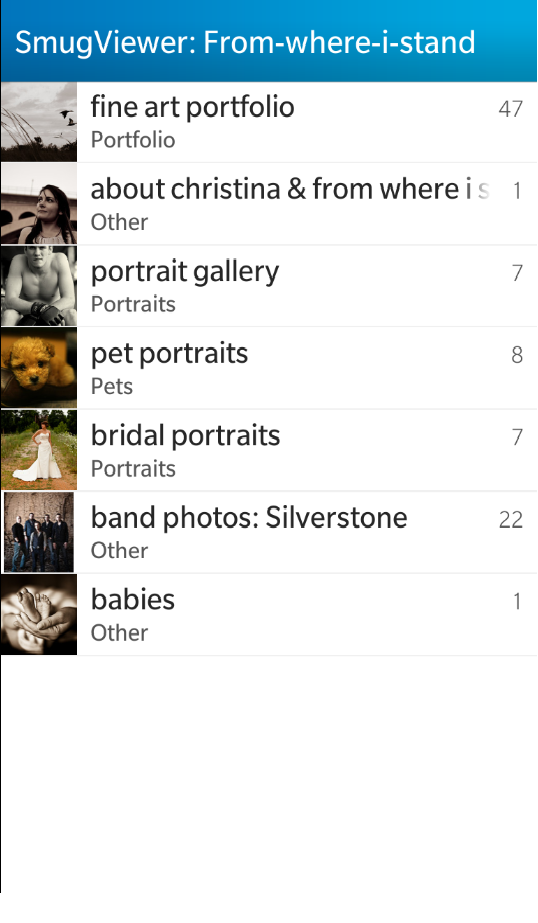 SmugViewer: From-where-i-stand
fine art portfolio 47
Portfolio
about christina & from where i s 1
Other
portrait gallery 7
Portraits
pet portraits 8
Pets
bridal portraits 7
Portraits
band photos: Silverstone 22
Other
babies 1
Other